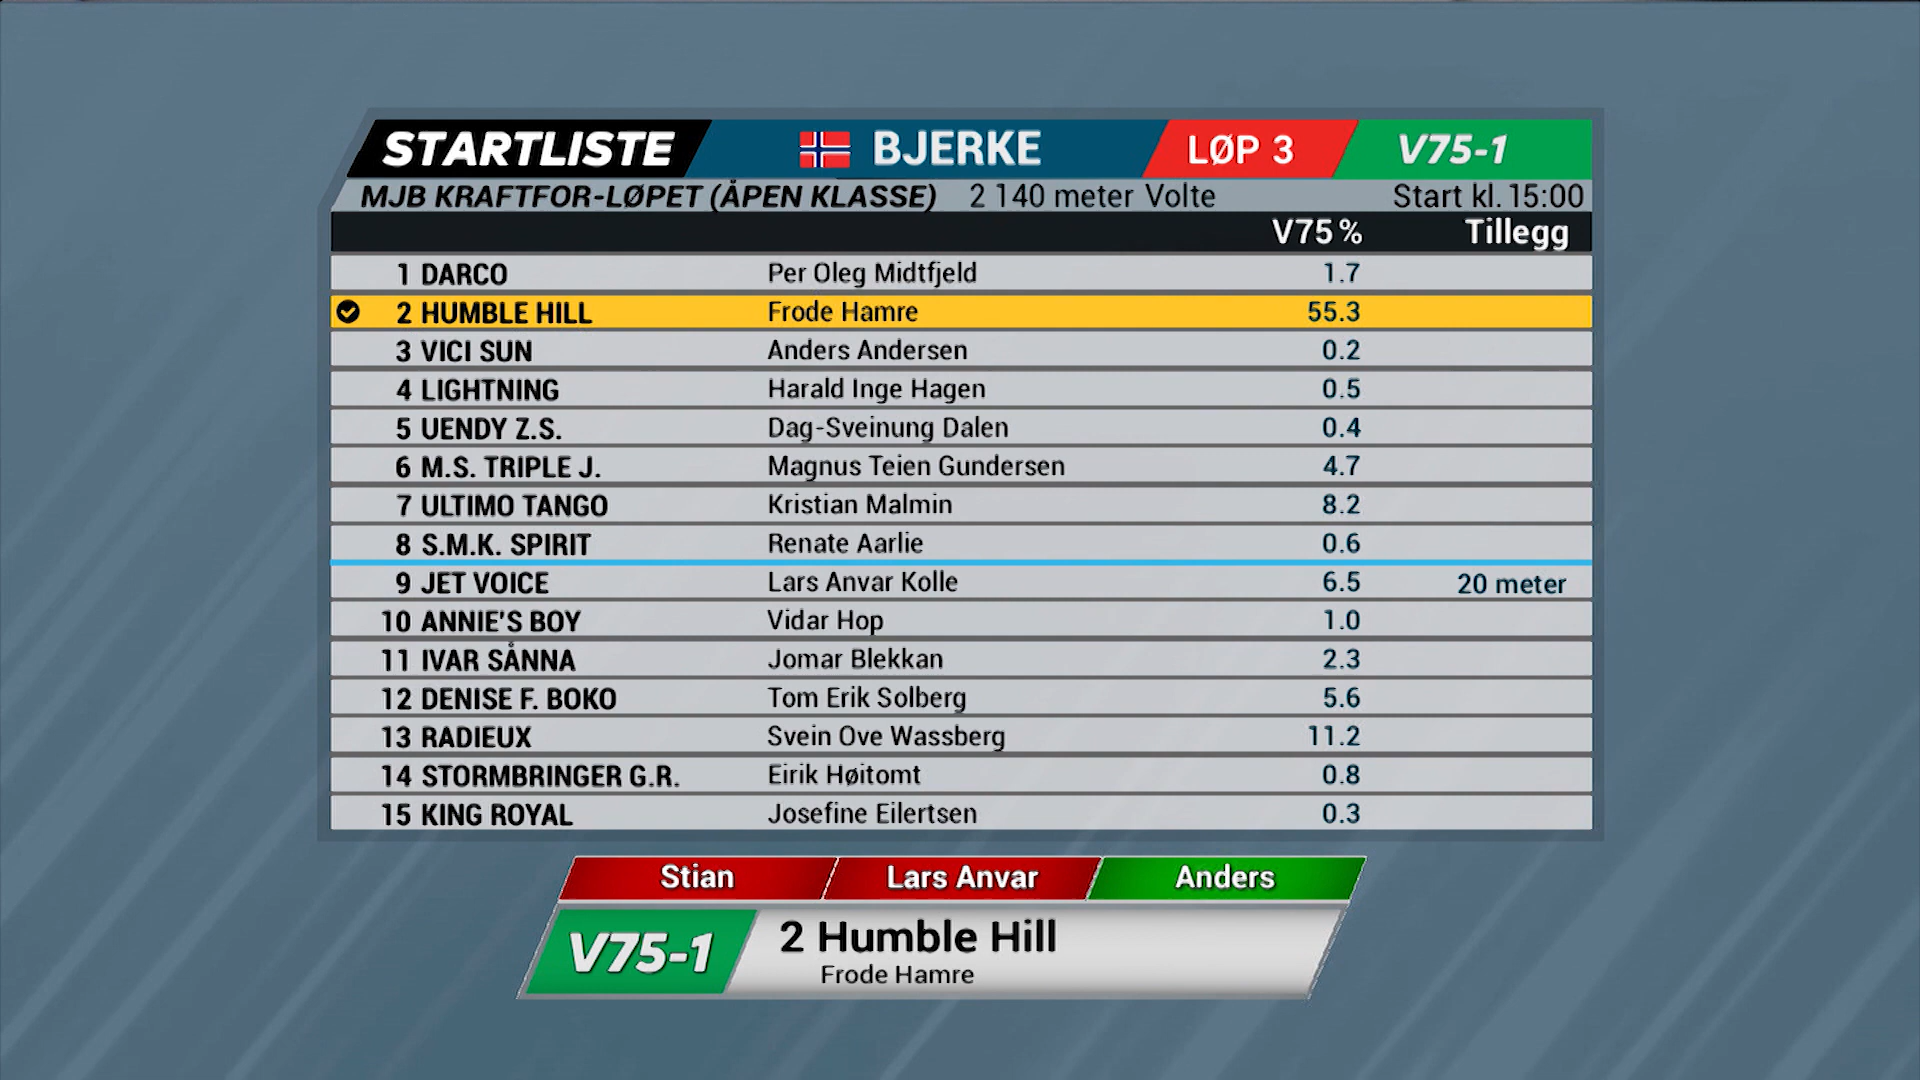 STARTLISTE BJERKE LØP 3 V75-1
MJB KRAFTFOR-LØPET (ÅPEN KLASSE) 2 140 meter Volte Start kl. 15:00
V75 % Tillegg
1 DARCO Per Oleg Midtfjeld 1.7
2 HUMBLE HILL Frode Hamre 55.3
3 VICI SUN Anders Andersen 0.2
4 LIGHTNING Harald Inge Hagen 0.5
5 UENDY Z.S. Dag-Sveinung Dalen 0.4
6 M.S. TRIPLE J. Magnus Teien Gundersen 4.7
7 ULTIMO TANGO Kristian Malmin 8.2
8 S.M.K. SPIRIT Renate Aarlie 0.6
9 JET VOICE Lars Anvar Kolle 6.5 20 meter
10 ANNIE'S BOY Vidar Hop 1.0
11 IVAR SÅNNA Jomar Blekkan 2.3
12 DENISE F. BOKO Tom Erik Solberg 5.6
13 RADIEUX Svein Ove Wassberg 11.2
14 STORMBRINGER G.R. Eirik Høitomt 0.8
15 KING ROYAL Josefine Eilertsen 0.3
Stian Lars Anvar Anders
V75-1 2 Humble Hill
Frode Hamre